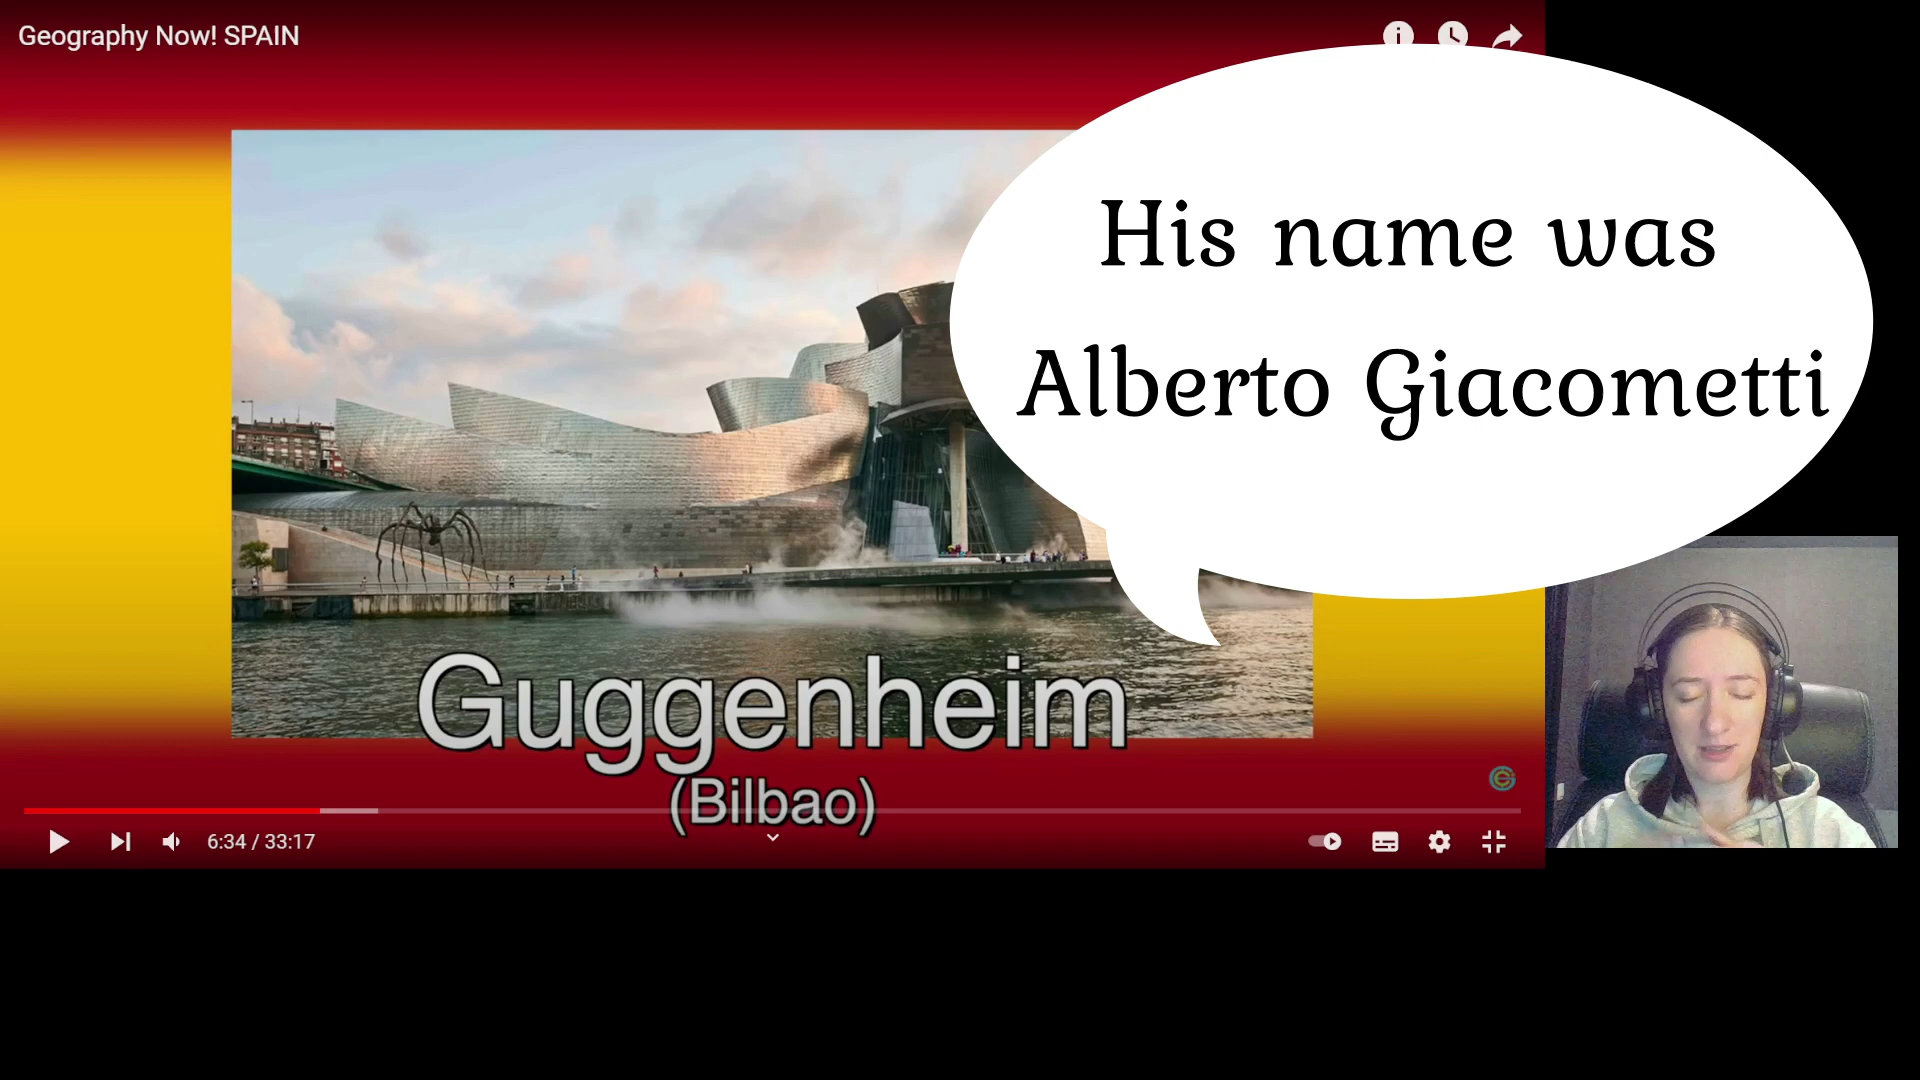 Geography Now! SPAIN
His name was
Alberto Giacometti
Guggenheim
(Bilbao)
6:34 / 33:17